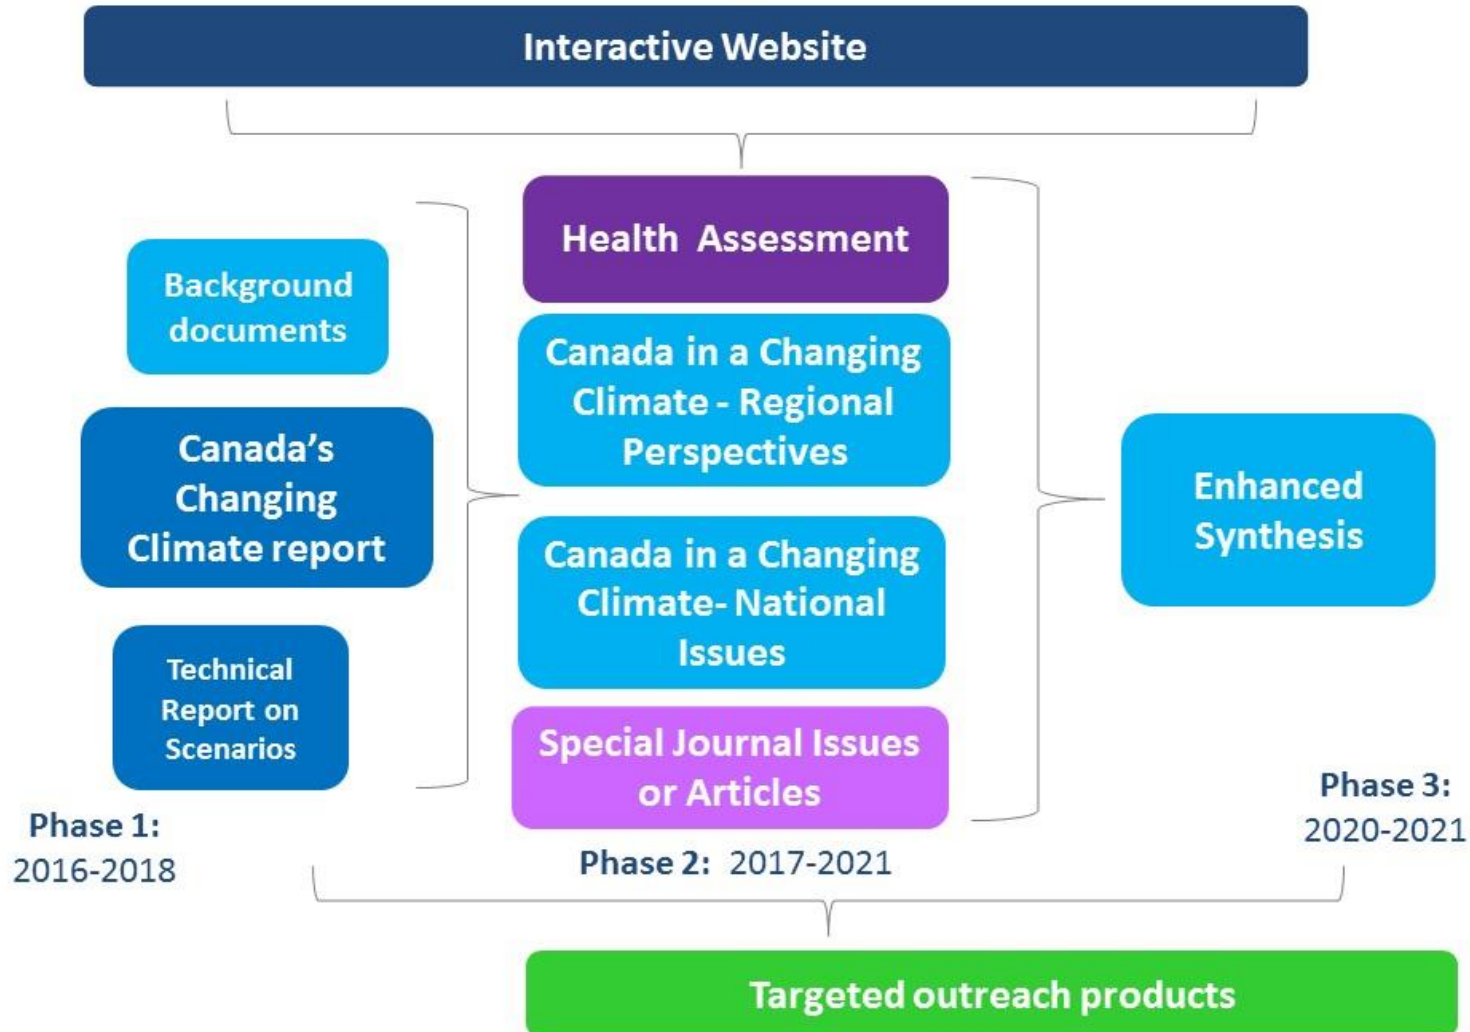 Interactive Website
Background
documents
Canada's
Changing
Climate report
Technical
Report on
Scenarios
Phase 1:
2016-2018
Health Assessment
Canada in a Changing
Climate - Regional
Perspectives
Canada in a Changing
Climate- National
Issues
Special Journal Issues
or Articles
Phase 2: 2017-2021
Enhanced
Synthesis
Phase 3:
2020-2021
Targeted outreach products